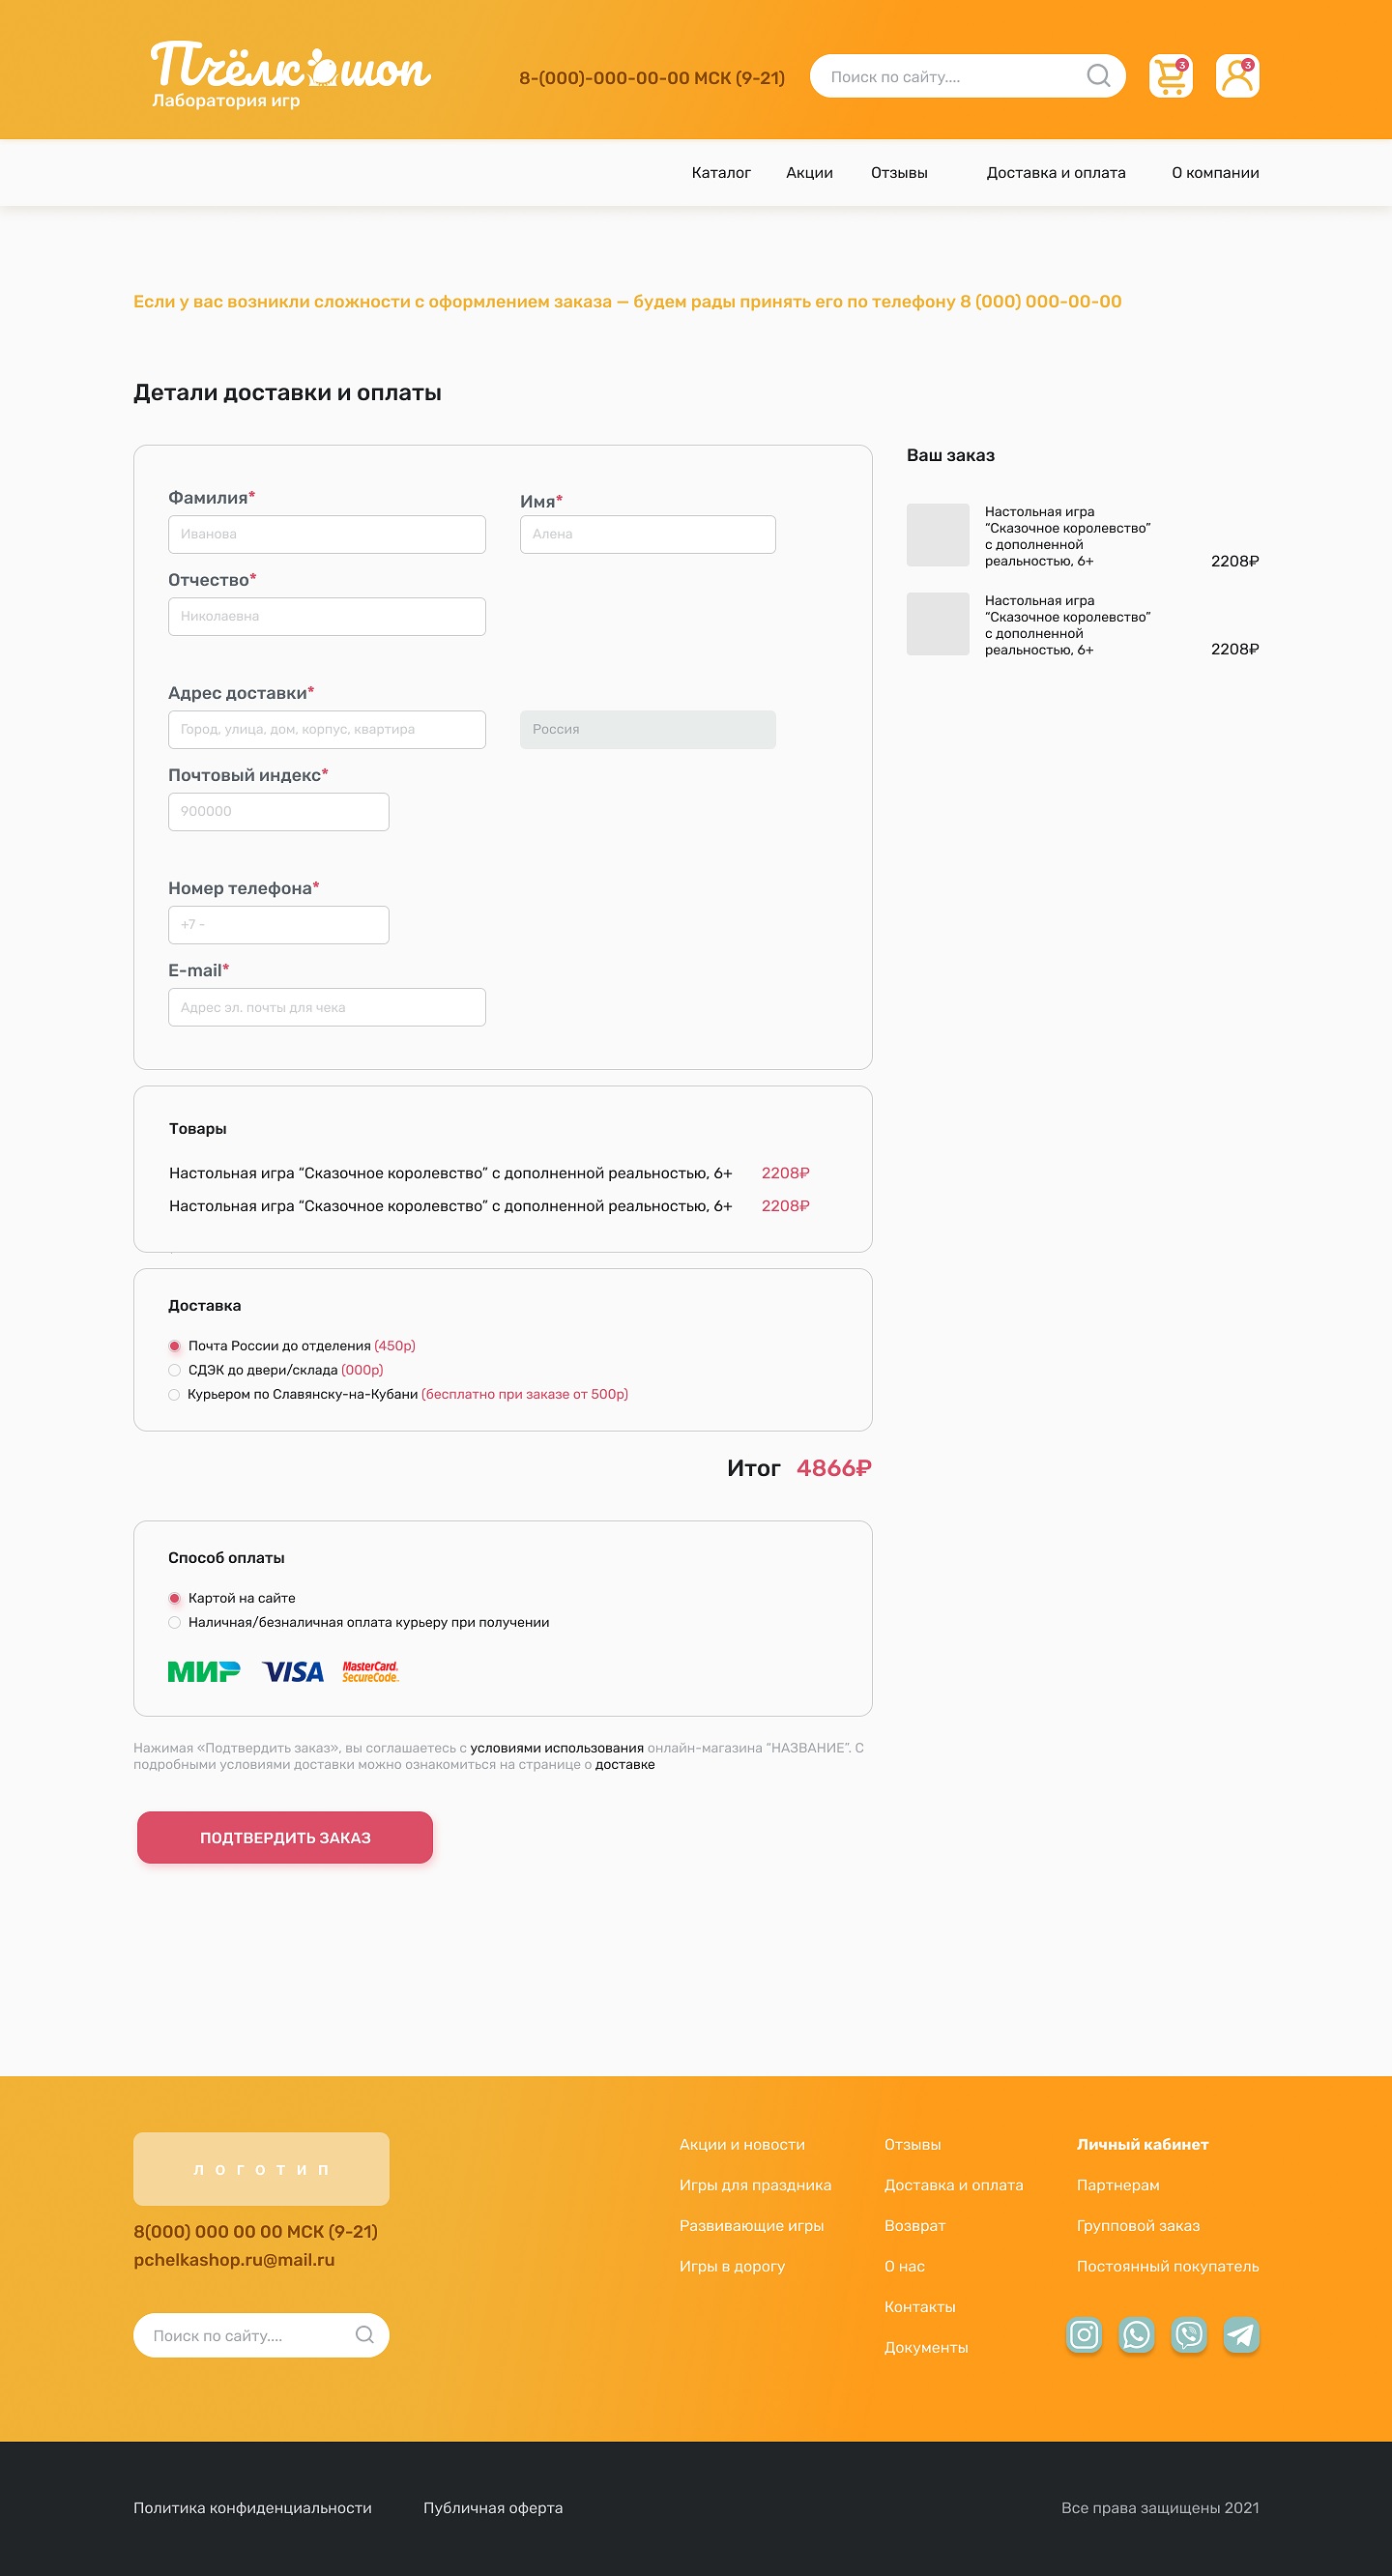 Пчёлкошоп
Лаборатория игр
8-(000)-000-00-00 МСК (9-21)
Поиск по сайту....
3
3
Каталог
Акции
Отзывы
Доставка и оплата
О компании
Если у вас возникли сложности с оформлением заказа — будем рады принять его по телефону 8 (000) 000-00-00
Детали доставки и оплаты
Фамилия*
Имя*
Иванова
Алена
Отчество*
Николаевна
Адрес доставки*
Город, улица, дом, корпус, квартира
Россия
Почтовый индекс*
900000
Номер телефона*
+7 -
E-mail*
Адрес эл. почты для чека
Ваш заказ
Настольная игра
“Сказочное королевство”
с дополненной
реальностью, 6+
2208₽
Настольная игра
“Сказочное королевство”
с дополненной
реальностью, 6+
2208₽
Товары
Настольная игра “Сказочное королевство” с дополненной реальностью, 6+ 2208₽
Настольная игра “Сказочное королевство” с дополненной реальностью, 6+ 2208₽
Доставка
Почта России до отделения (450р)
СДЭК до двери/склада (000р)
Курьером по Славянску-на-Кубани (бесплатно при заказе от 500р)
Итог 4866₽
Способ оплаты
Картой на сайте
Наличная/безналичная оплата курьеру при получении
МИР
VISA
MasterCard.
SecureCode.
Нажимая «Подтвердить заказ», вы соглашаетесь с условиями использования онлайн-магазина “НАЗВАНИЕ”. С
подробными условиями доставки можно ознакомиться на странице о доставке
ПОДТВЕРДИТЬ ЗАКАЗ
ЛОГОТИП
8(000) 000 00 00 МСК (9-21)
pchelkashop.ru@mail.ru
Поиск по сайту....
Акции и новости
Игры для праздника
Развивающие игры
Игры в дорогу
Отзывы
Доставка и оплата
Возврат
О нас
Контакты
Документы
Личный кабинет
Партнерам
Групповой заказ
Постоянный покупатель
Политика конфиденциальности
Публичная оферта
Все права защищены 2021